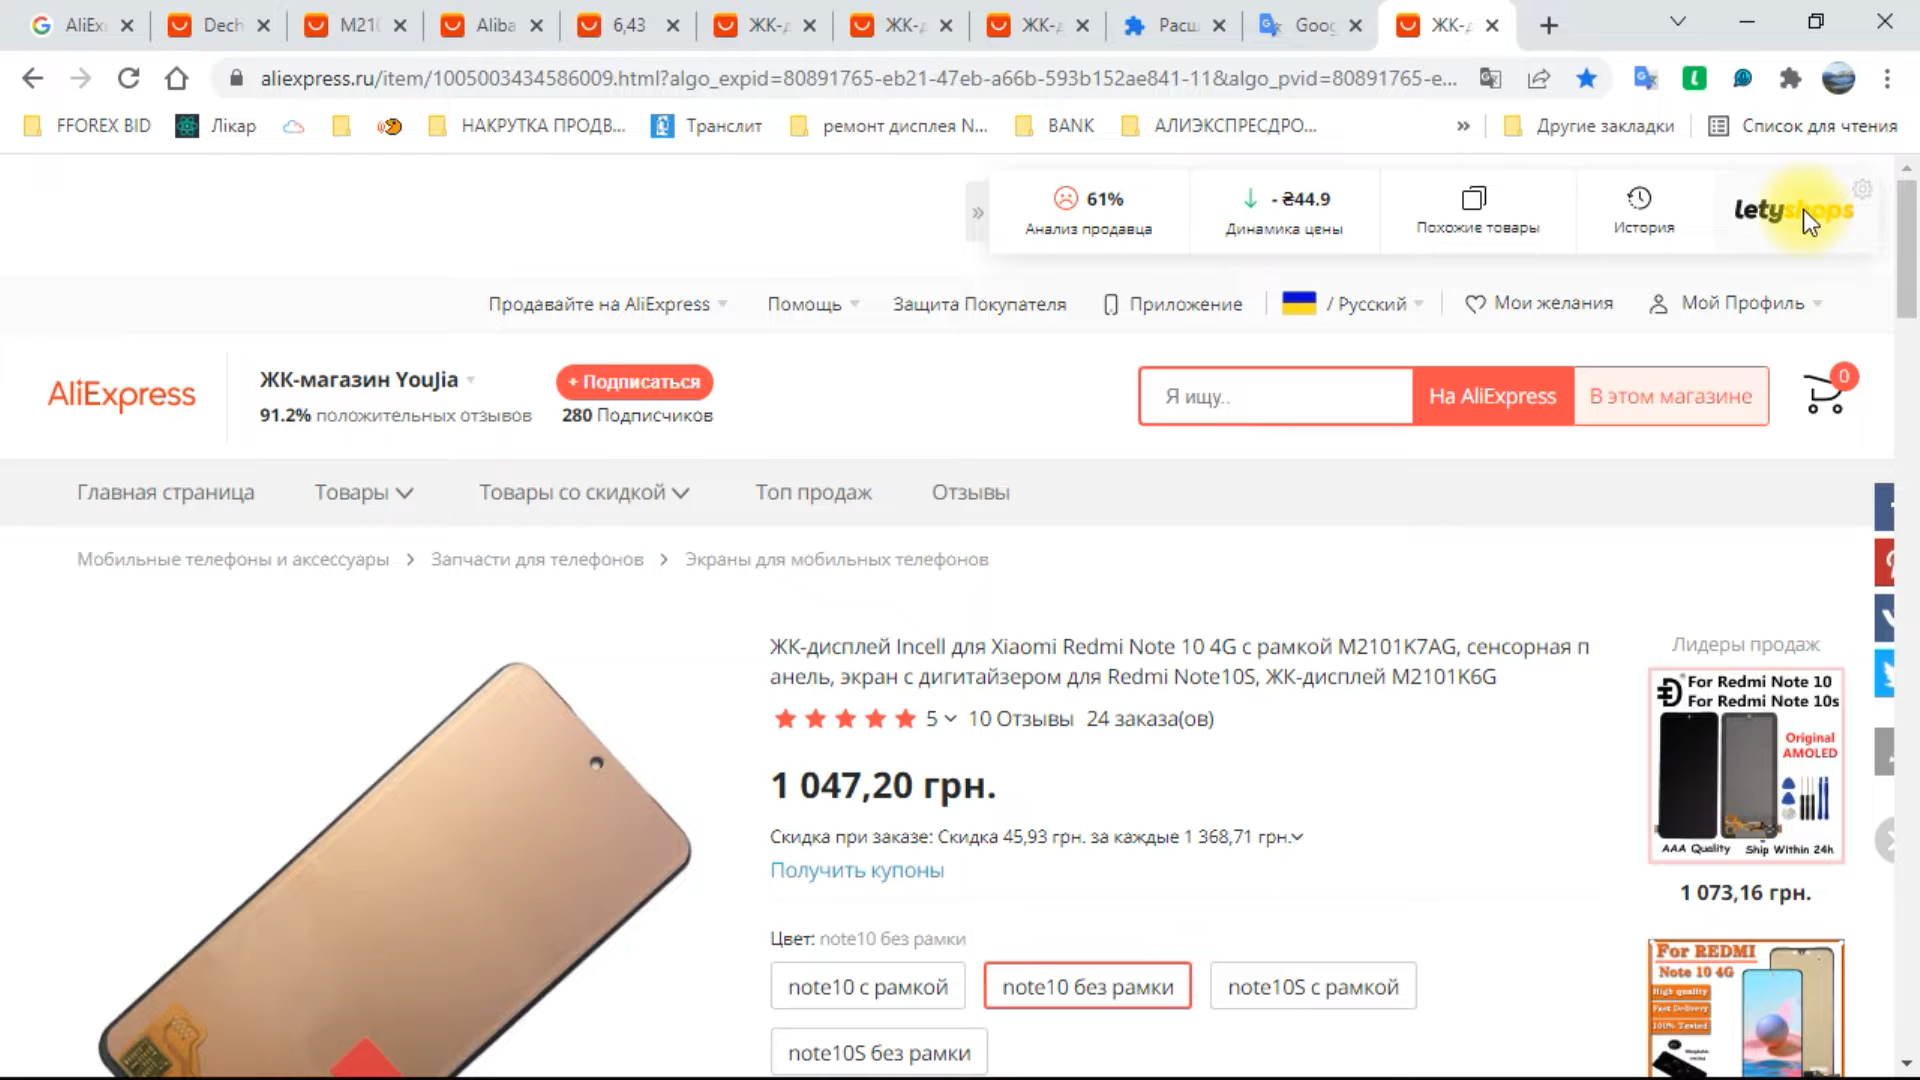 AliEx
Dech
M210
Aliba
6,43
ЖК-д
ЖК-д
ЖК-д
Расш
Goog
ЖК-д
aliexpress.ru/item/1005003434586009.html?algo_expid=80891765-eb21-47eb-a66b-593b152ae841-11&algo_pvid=80891765-e...
FFOREX BID
Лікар
НАКРУТКА ПРОДВ...
Транслит
ремонт дисплея N...
BANK
АЛИЭКСПРЕСДРО...
»
Другие закладки
Список для чтения
»
61%
Анализ продавца
- ₴44.9
Динамика цены
Похожие товары
История
letyshops
Продавайте на AliExpress
Помощь
Защита Покупателя
Приложение
/ Русский
Мои желания
Мой Профиль
AliExpress
ЖК-магазин YouJia
91.2% положительных отзывов
+ Подписаться
280 Подписчиков
Я ищу..
На AliExpress
В этом магазине
0
Главная страница
Товары
Товары со скидкой
Топ продаж
Отзывы
Мобильные телефоны и аксессуары
Запчасти для телефонов
Экраны для мобильных телефонов
ЖК-дисплей Incell для Xiaomi Redmi Note 10 4G с рамкой M2101K7AG, сенсорная п
анель, экран с дигитайзером для Redmi Note10S, ЖК-дисплей M2101K6G
5
10 Отзывы
24 заказа(ов)
1 047,20 грн.
Скидка при заказе: Скидка 45,93 грн. за каждые 1 368,71 грн.
Получить купоны
Цвет: note10 без рамки
note10 с рамкой
note10 без рамки
note10S с рамкой
note10S без рамки
Лидеры продаж
For Redmi Note 10
For Redmi Note 10s
Original
AMOLED
AAA Quality
Ship Within 24h
1 073,16 грн.
For REDMI
Note 10 4G
High quality
Fast Delivery
100% Tested